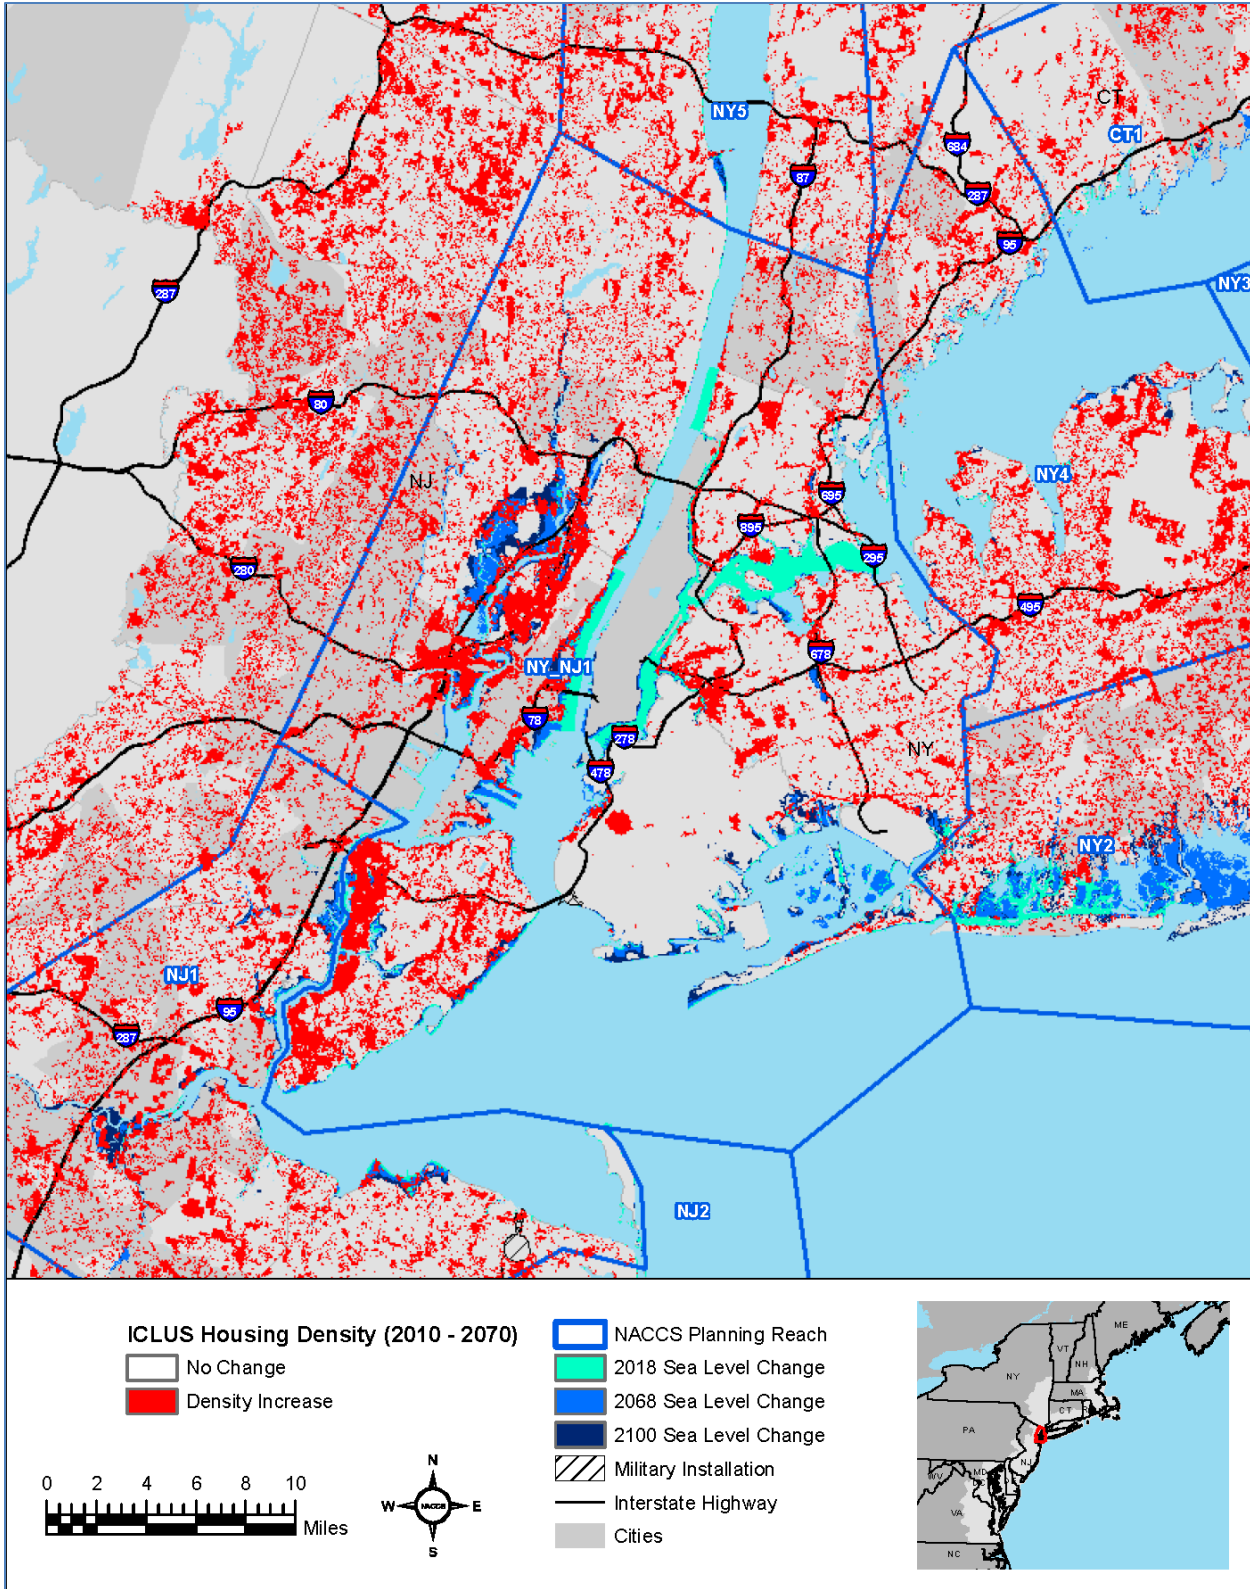 NY5
CT
CT1
684
87
287
287
95
NY3
80
NJ
NY4
695
895
295
280
495
678
NY_NJ1
78
278
NY
478
NY2
NJ1
95
287
NJ2
ICLUS Housing Density (2010 - 2070)
No Change
Density Increase
0 2 4 6 8 10
Miles
N
W NACCS E
S
NACCS Planning Reach
2018 Sea Level Change
2068 Sea Level Change
2100 Sea Level Change
Military Installation
Interstate Highway
Cities
ME
VT
NH
NY
MA
CT
PA
NJ
MD
WV
VA
NC